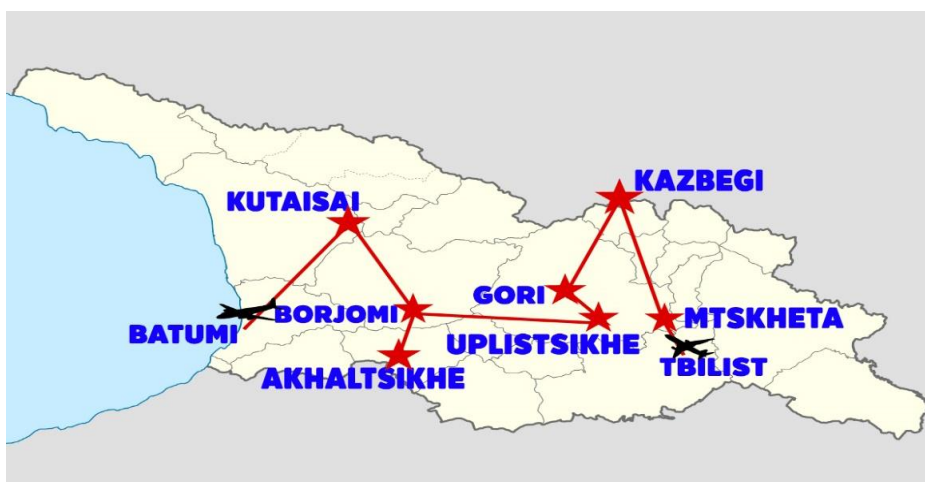 KAZBEGI
KUTAISAI
GORI
BORJOMI
MTSKHETA
BATUMI
UPLISTSIKHE
TBILIST
AKHALTSIKHE